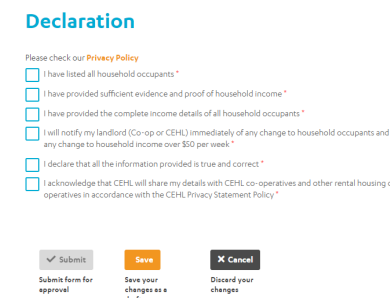 Declaration
Please check our Privacy Policy
I have listed all household occupants *
I have provided sufficient evidence and proof of household income *
I have provided the complete income details of all household occupants *
I will notify my landlord (Co-op or CEHL) immediately of any change to household occupants and
any change to household income over $50 per week *
I declare that all the information provided is true and correct *
I acknowledge that CEHL will share my details with CEHL co-operatives and other rental housing
operatives in accordance with the CEHL Privacy Statement Policy *
Submit Save Cancel
Submit form for Save your Discard your
approval changes as a changes